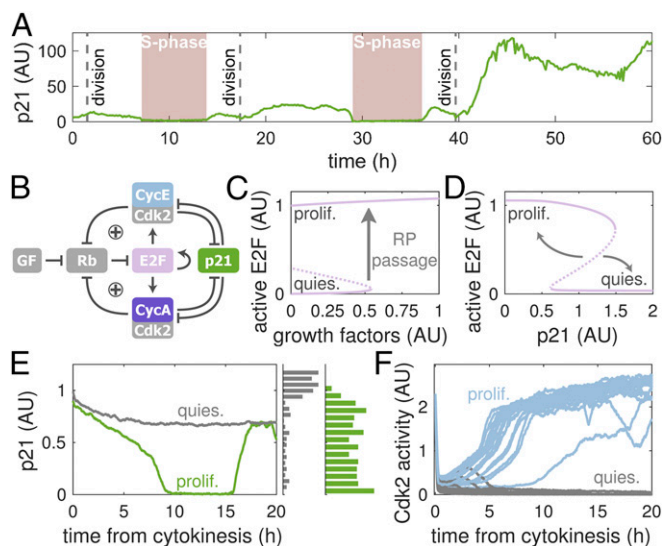 A
p21 (AU)
100
50
0
division
S-phase
division
S-phase
division
0
10
20
30
40
50
60
time (h)
B
GF
Rb
CycE
Cdk2
E2F
p21
CycA
Cdk2
C
active E2F (AU)
1
0.5
0
prolif.
quies.
RP
passage
0
0.25
0.5
0.75
1
growth factors (AU)
D
active E2F (AU)
1
0.5
0
prolif.
quies.
0
0.5
1
1.5
2
p21 (AU)
E
p21 (AU)
1
0.5
0
quies.
prolif.
0
5
10
15
20
time from cytokinesis (h)
F
Cdk2 activity (AU)
2
1
0
prolif.
quies.
0
5
10
15
20
time from cytokinesis (h)